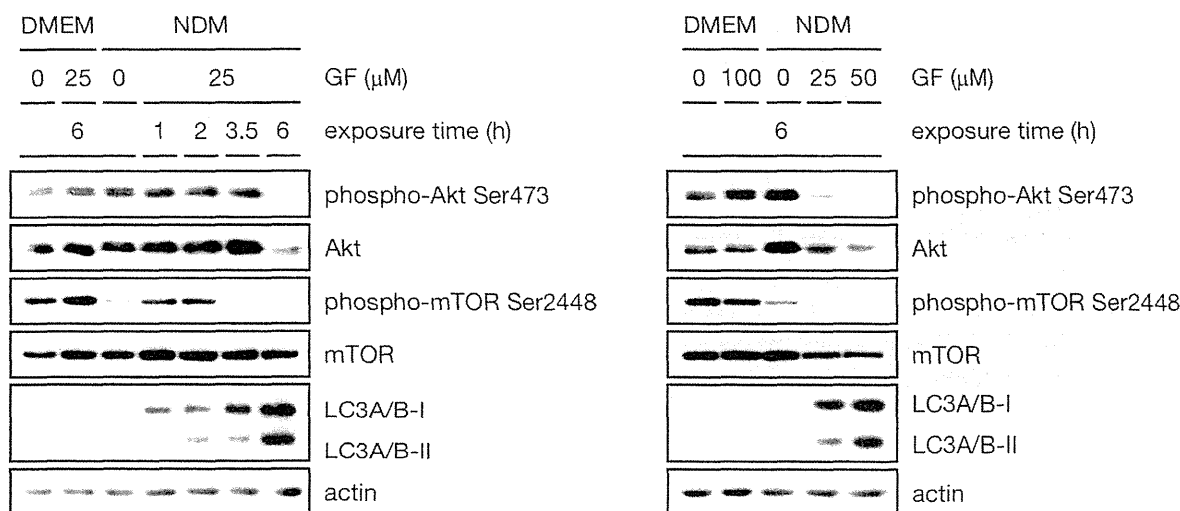 DMEM NDM
0 25 0 25 GF (μM)
6 1 2 3.5 6 exposure time (h)
phospho-Akt Ser473
Akt
phospho-mTOR Ser2448
mTOR
LC3A/B-I
LC3A/B-II
actin
DMEM NDM
0 100 0 25 50 GF (μM)
6 exposure time (h)
phospho-Akt Ser473
Akt
phospho-mTOR Ser2448
mTOR
LC3A/B-I
LC3A/B-II
actin